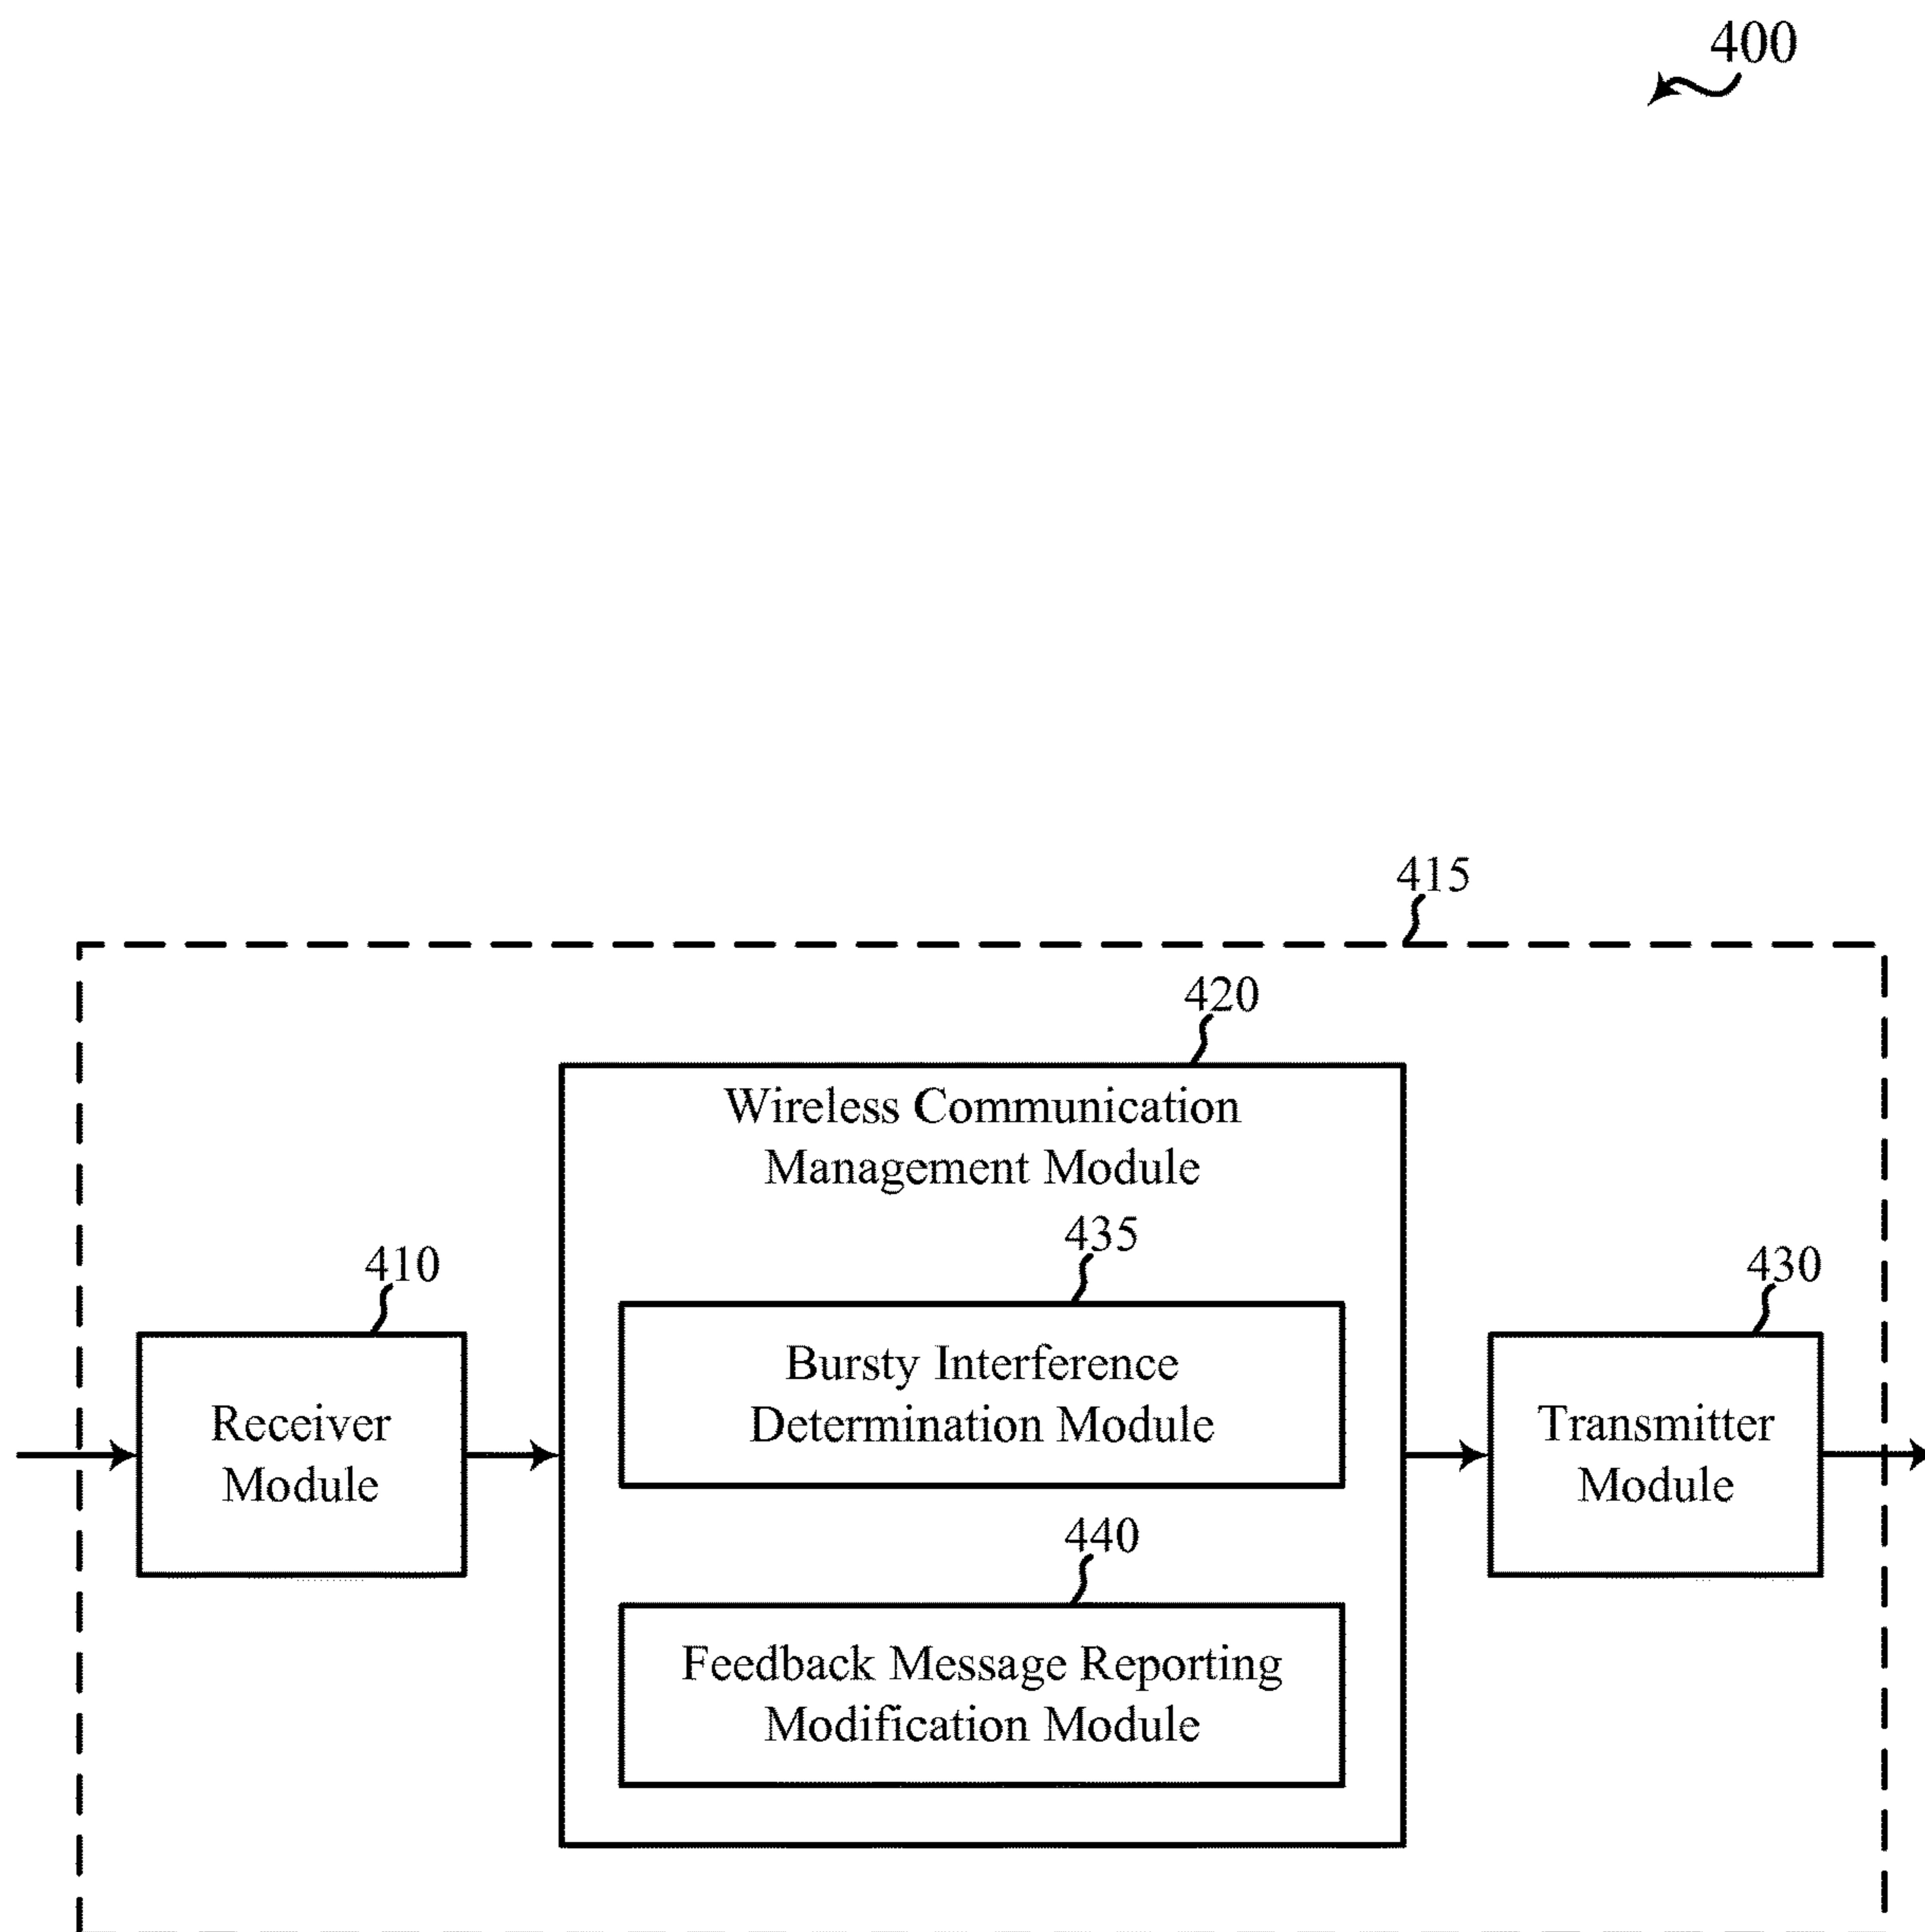 400
415
420
Wireless Communication
Management Module
435
410
430
Bursty Interference
Determination Module
Receiver
Module
Transmitter
Module
440
Feedback Message Reporting
Modification Module